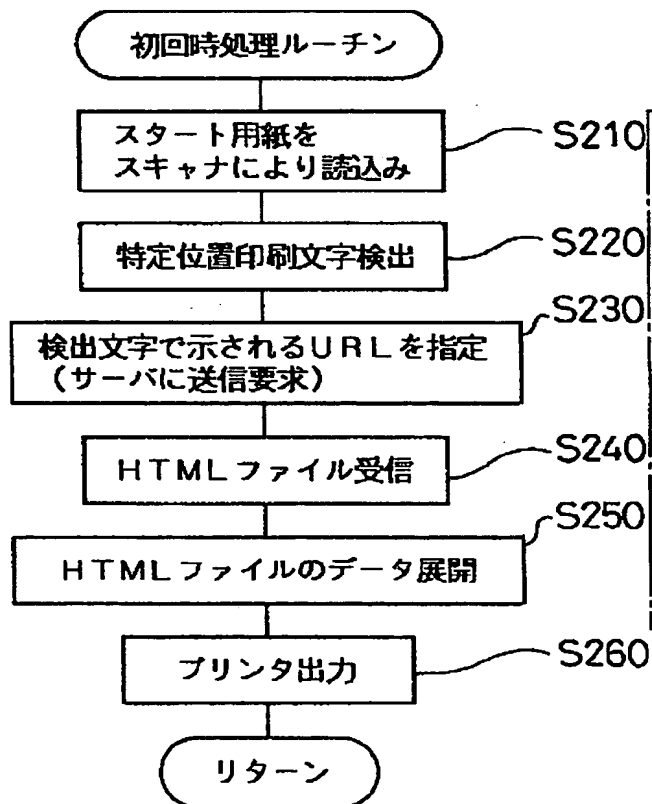 初回時処理ルーチン
スタート用紙を
スキャナにより読込み
S210
特定位置印刷文字検出
S220
S230
検出文字で示されるURLを指定
(サーバに送信要求)
HTMLファイル受信
S240
S250
HTMLファイルのデータ展開
プリンタ出力
S260
リターン